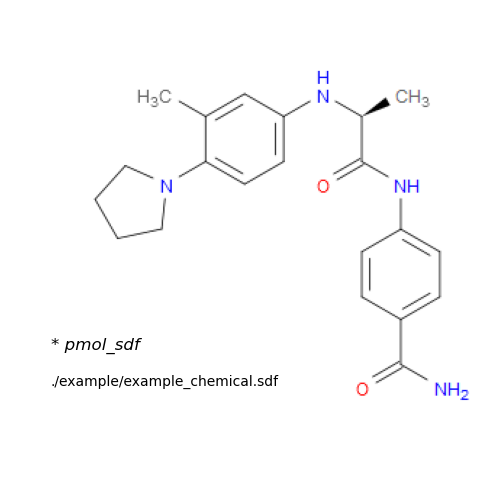 H
N
H₃C
CH₃
N
O
NH
* pmol_sdf
./example/example_chemical.sdf
O
NH₂